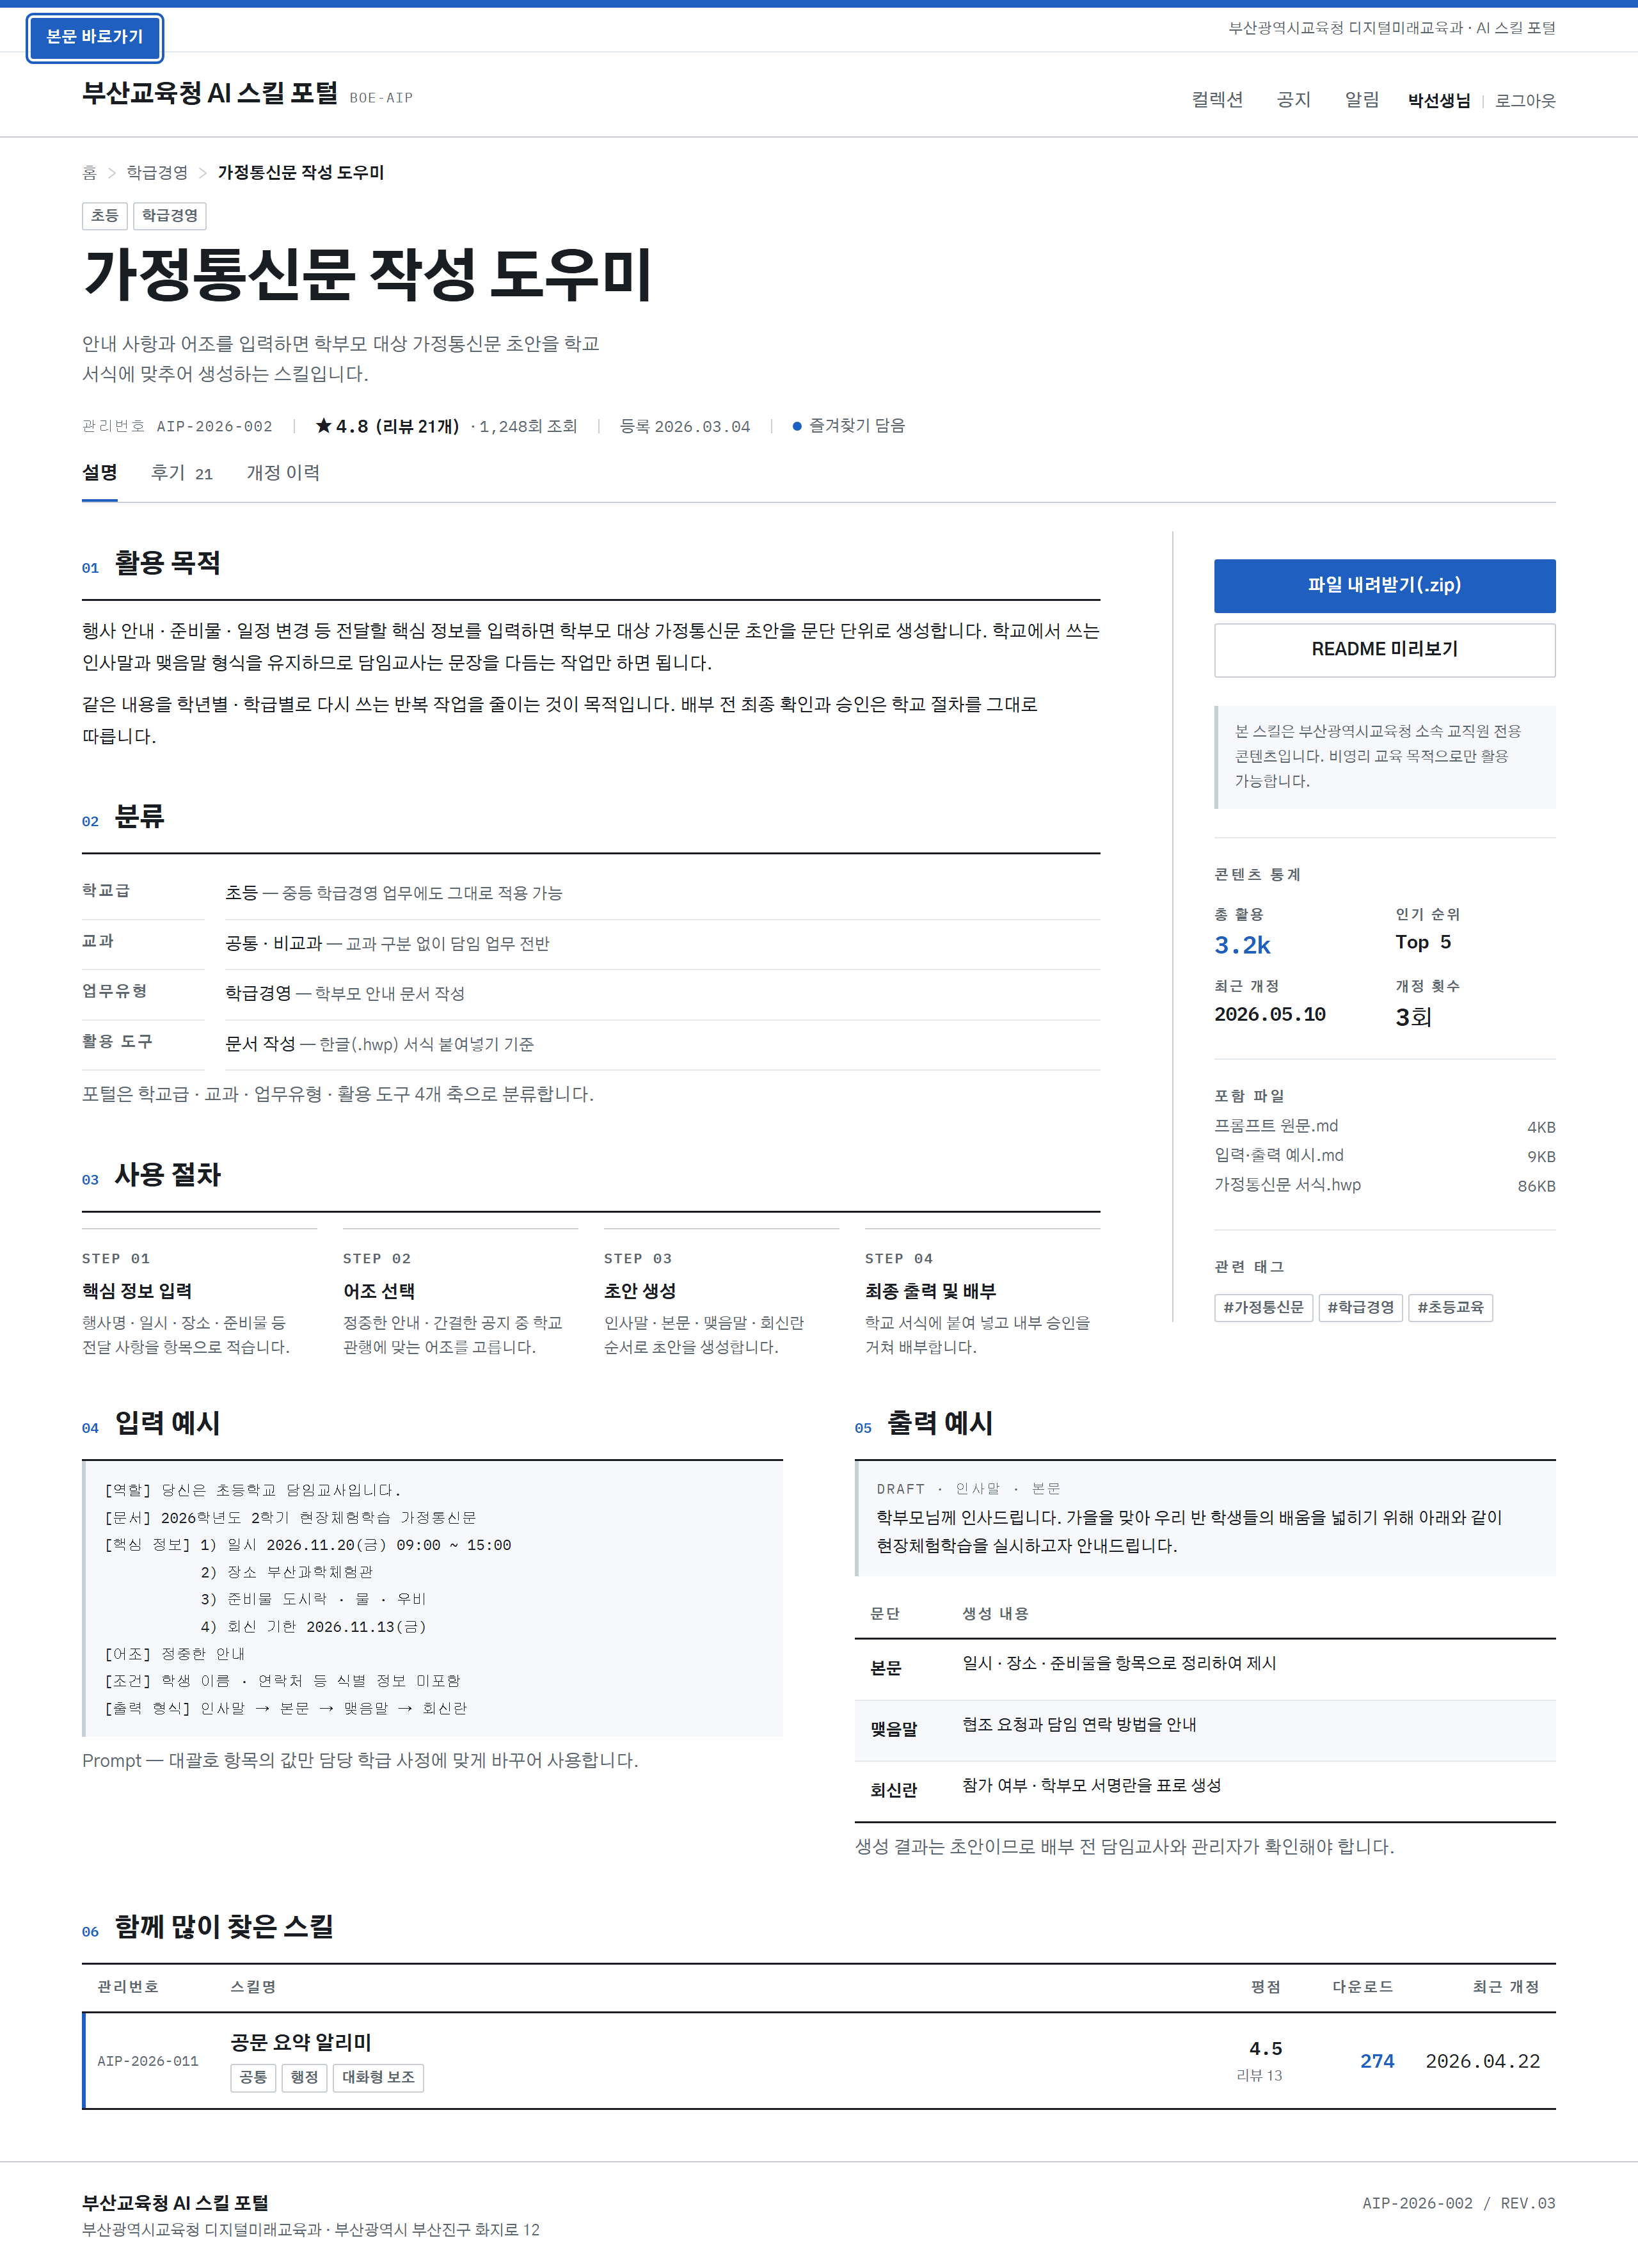 본문 바로가기
부산광역시교육청 디지털미래교육과 · AI 스킬 포털
부산교육청 AI 스킬 포털 BOE-AIP
컬렉션 공지 알림 박선생님 | 로그아웃
홈 > 학급경영 > 가정통신문 작성 도우미
초등 학급경영
가정통신문 작성 도우미
안내 사항과 어조를 입력하면 학부모 대상 가정통신문 초안을 학교
서식에 맞추어 생성하는 스킬입니다.
관리번호 AIP-2026-002 | ★ 4.8 (리뷰 21개) · 1,248회 조회 | 등록 2026.03.04 | ● 즐겨찾기 담음
설명 후기 21 개정 이력
01 활용 목적
행사 안내 · 준비물 · 일정 변경 등 전달할 핵심 정보를 입력하면 학부모 대상 가정통신문 초안을 문단 단위로 생성합니다. 학교에서 쓰는
인사말과 맺음말 형식을 유지하므로 담임교사는 문장을 다듬는 작업만 하면 됩니다.
같은 내용을 학년별 · 학급별로 다시 쓰는 반복 작업을 줄이는 것이 목적입니다. 배부 전 최종 확인과 승인은 학교 절차를 그대로
따릅니다.
02 분류
학교급 초등 — 중등 학급경영 업무에도 그대로 적용 가능
교과 공통 · 비교과 — 교과 구분 없이 담임 업무 전반
업무유형 학급경영 — 학부모 안내 문서 작성
활용 도구 문서 작성 — 한글(.hwp) 서식 붙여넣기 기준
포털은 학교급 · 교과 · 업무유형 · 활용 도구 4개 축으로 분류합니다.
03 사용 절차
STEP 01
핵심 정보 입력
행사명 · 일시 · 장소 · 준비물 등
전달 사항을 항목으로 적습니다.
STEP 02
어조 선택
정중한 안내 · 간결한 공지 중 학교
관행에 맞는 어조를 고릅니다.
STEP 03
초안 생성
인사말 · 본문 · 맺음말 · 회신란
순서로 초안을 생성합니다.
STEP 04
최종 출력 및 배부
학교 서식에 붙여 넣고 내부 승인을
거쳐 배부합니다.
파일 내려받기(.zip)
README 미리보기
본 스킬은 부산광역시교육청 소속 교직원 전용
콘텐츠입니다. 비영리 교육 목적으로만 활용
가능합니다.
콘텐츠 통계
총 활용 인기 순위
3.2k Top 5
최근 개정 개정 횟수
2026.05.10 3회
포함 파일
프롬프트 원문.md 4KB
입력·출력 예시.md 9KB
가정통신문 서식.hwp 86KB
관련 태그
#가정통신문 #학급경영 #초등교육
04 입력 예시
[역할] 당신은 초등학교 담임교사입니다.
[문서] 2026학년도 2학기 현장체험학습 가정통신문
[핵심 정보] 1) 일시 2026.11.20(금) 09:00 ~ 15:00
2) 장소 부산과학체험관
3) 준비물 도시락 · 물 · 우비
4) 회신 기한 2026.11.13(금)
[어조] 정중한 안내
[조건] 학생 이름 · 연락처 등 식별 정보 미포함
[출력 형식] 인사말 → 본문 → 맺음말 → 회신란
Prompt — 대괄호 항목의 값만 담당 학급 사정에 맞게 바꾸어 사용합니다.
05 출력 예시
DRAFT · 인사말 · 본문
학부모님께 인사드립니다. 가을을 맞아 우리 반 학생들의 배움을 넓히기 위해 아래와 같이
현장체험학습을 실시하고자 안내드립니다.
문단 생성 내용
본문 일시 · 장소 · 준비물을 항목으로 정리하여 제시
맺음말 협조 요청과 담임 연락 방법을 안내
회신란 참가 여부 · 학부모 서명란을 표로 생성
생성 결과는 초안이므로 배부 전 담임교사와 관리자가 확인해야 합니다.
06 함께 많이 찾은 스킬
관리번호 스킬명 평점 다운로드 최근 개정
AIP-2026-011 공문 요약 알리미 4.5 274 2026.04.22
공통 행정 대화형 보조 리뷰 13
부산교육청 AI 스킬 포털
AIP-2026-002 / REV.03
부산광역시교육청 디지털미래교육과 · 부산광역시 부산진구 화지로 12